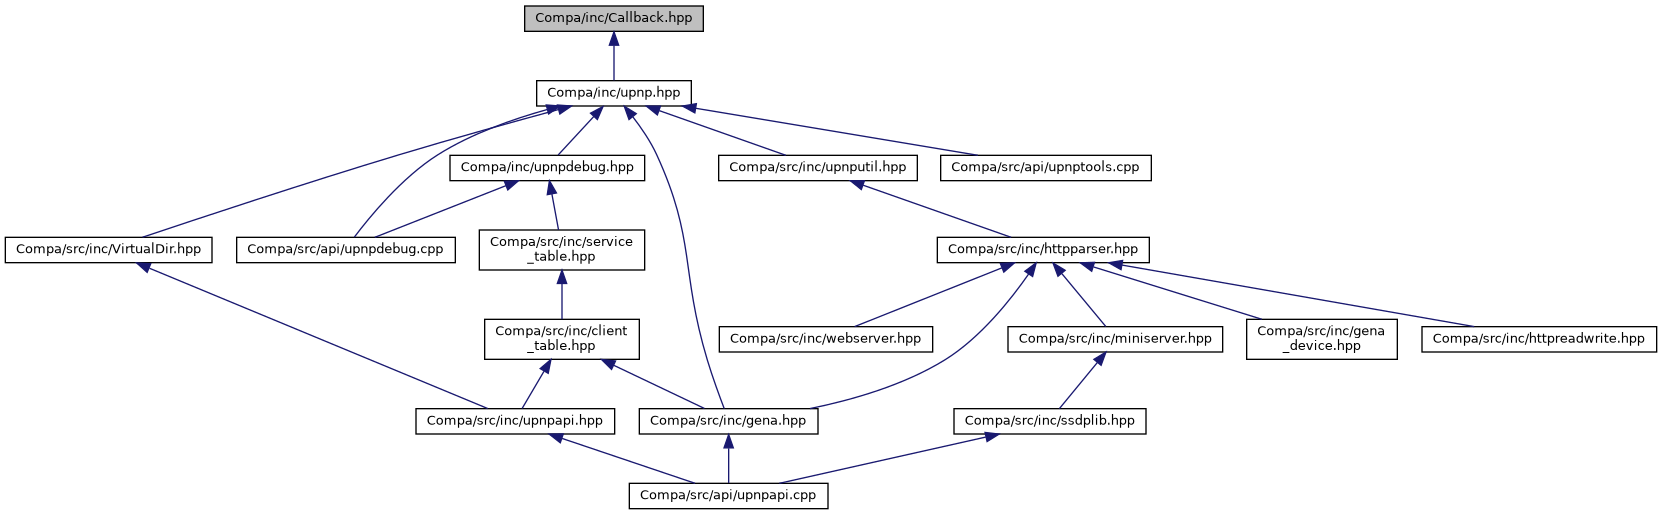 Compa/inc/Callback.hpp
Compa/inc/upnp.hpp
Compa/inc/upnpdebug.hpp
Compa/src/inc/upnputil.hpp
Compa/src/api/upnptools.cpp
Compa/src/inc/VirtualDir.hpp
Compa/src/api/upnpdebug.cpp
Compa/src/inc/service
_table.hpp
Compa/src/inc/httpparser.hpp
Compa/src/inc/client
_table.hpp
Compa/src/inc/webserver.hpp
Compa/src/inc/miniserver.hpp
Compa/src/inc/gena
_device.hpp
Compa/src/inc/httpreadwrite.hpp
Compa/src/inc/upnpapi.hpp
Compa/src/inc/gena.hpp
Compa/src/inc/ssdplib.hpp
Compa/src/api/upnpapi.cpp